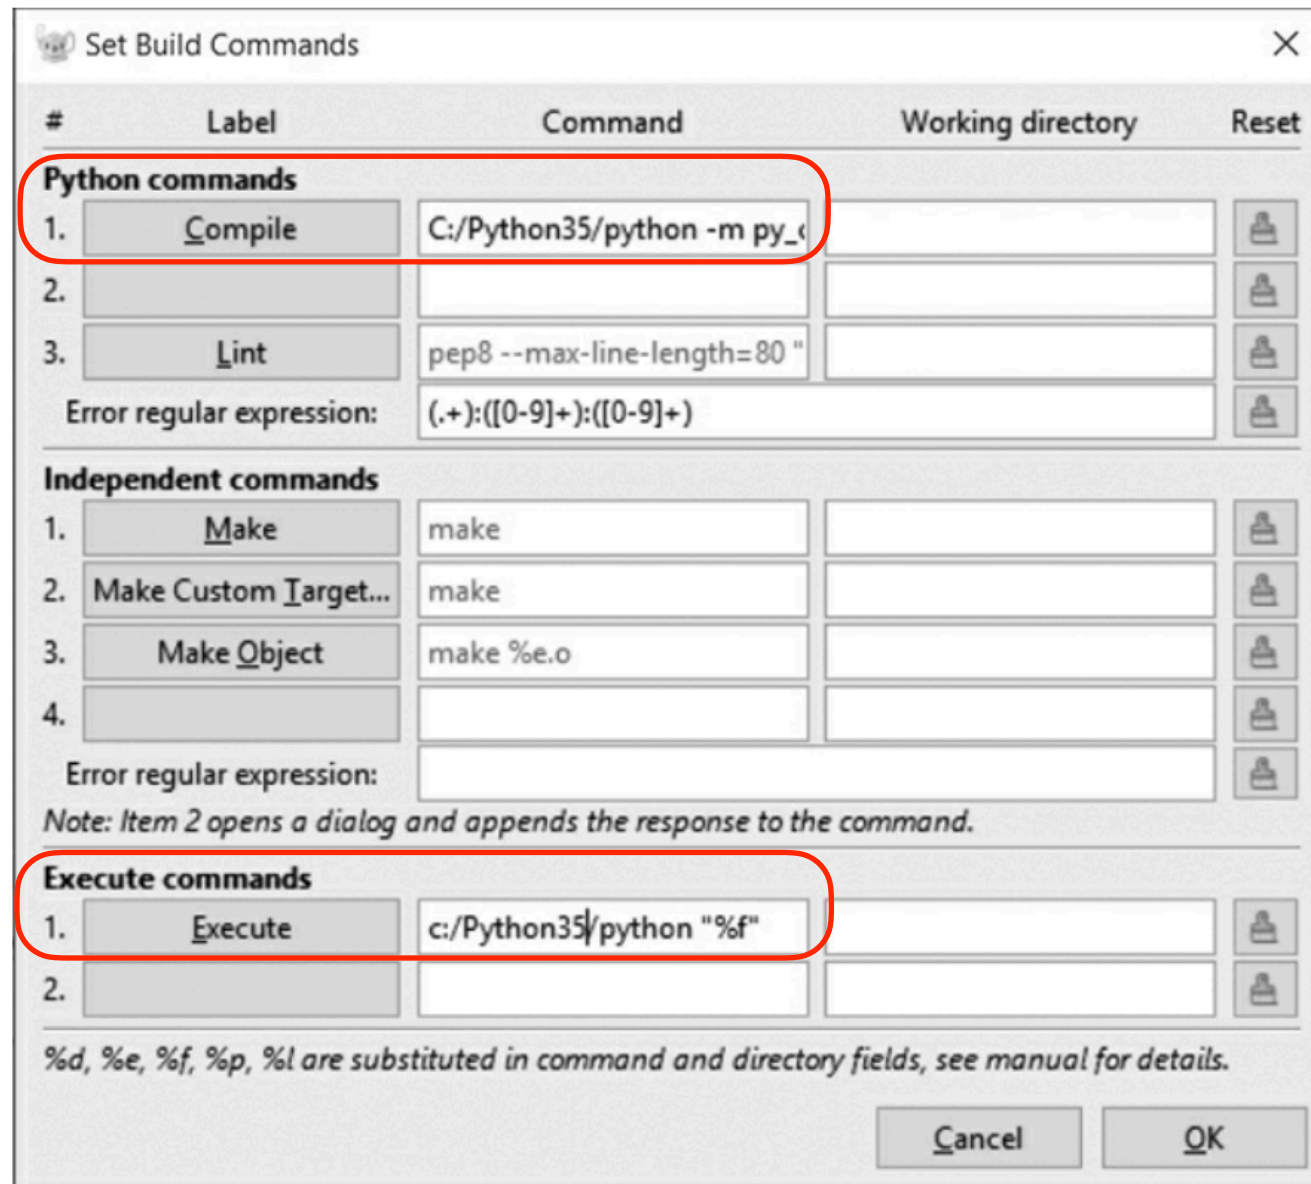 Set Build Commands
# Label Command Working directory Reset
Python commands
1. Compile C:/Python35/python -m py_c
2.
3. Lint pep8 --max-line-length=80 "
Error regular expression: (.+):([0-9]+):([0-9]+)
Independent commands
1. Make make
2. Make Custom Target... make
3. Make Object make %e.o
4.
Error regular expression:
Note: Item 2 opens a dialog and appends the response to the command.
Execute commands
1. Execute c:/Python35/python "%f"
2.
%d, %e, %f, %p, %l are substituted in command and directory fields, see manual for details.
Cancel OK